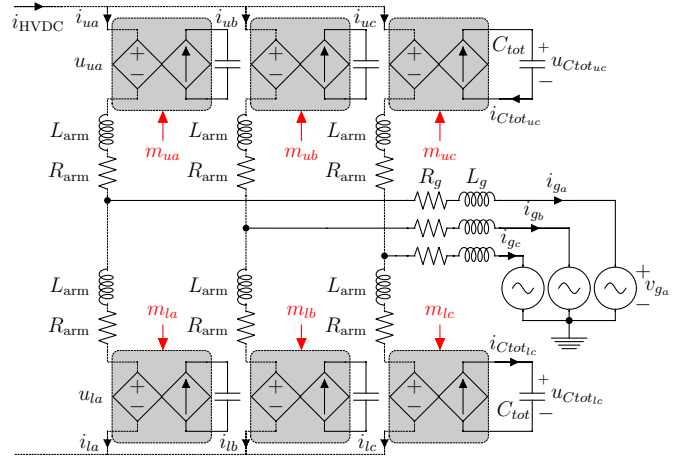 i_HVDC i_ua i_ub i_uc
u_ua C_tot + u_Ctot_uc −
+ − + − + −
i_Ctot_uc
L_arm L_arm L_arm
m_ua m_ub m_uc
R_arm R_arm R_arm
R_g L_g i_ga
i_gb
i_gc
L_arm L_arm L_arm
+ v_ga −
R_arm m_la R_arm m_lb R_arm m_lc
i_Ctot_lc
u_la + − + − + − + u_Ctot_lc −
C_tot
i_la i_lb i_lc